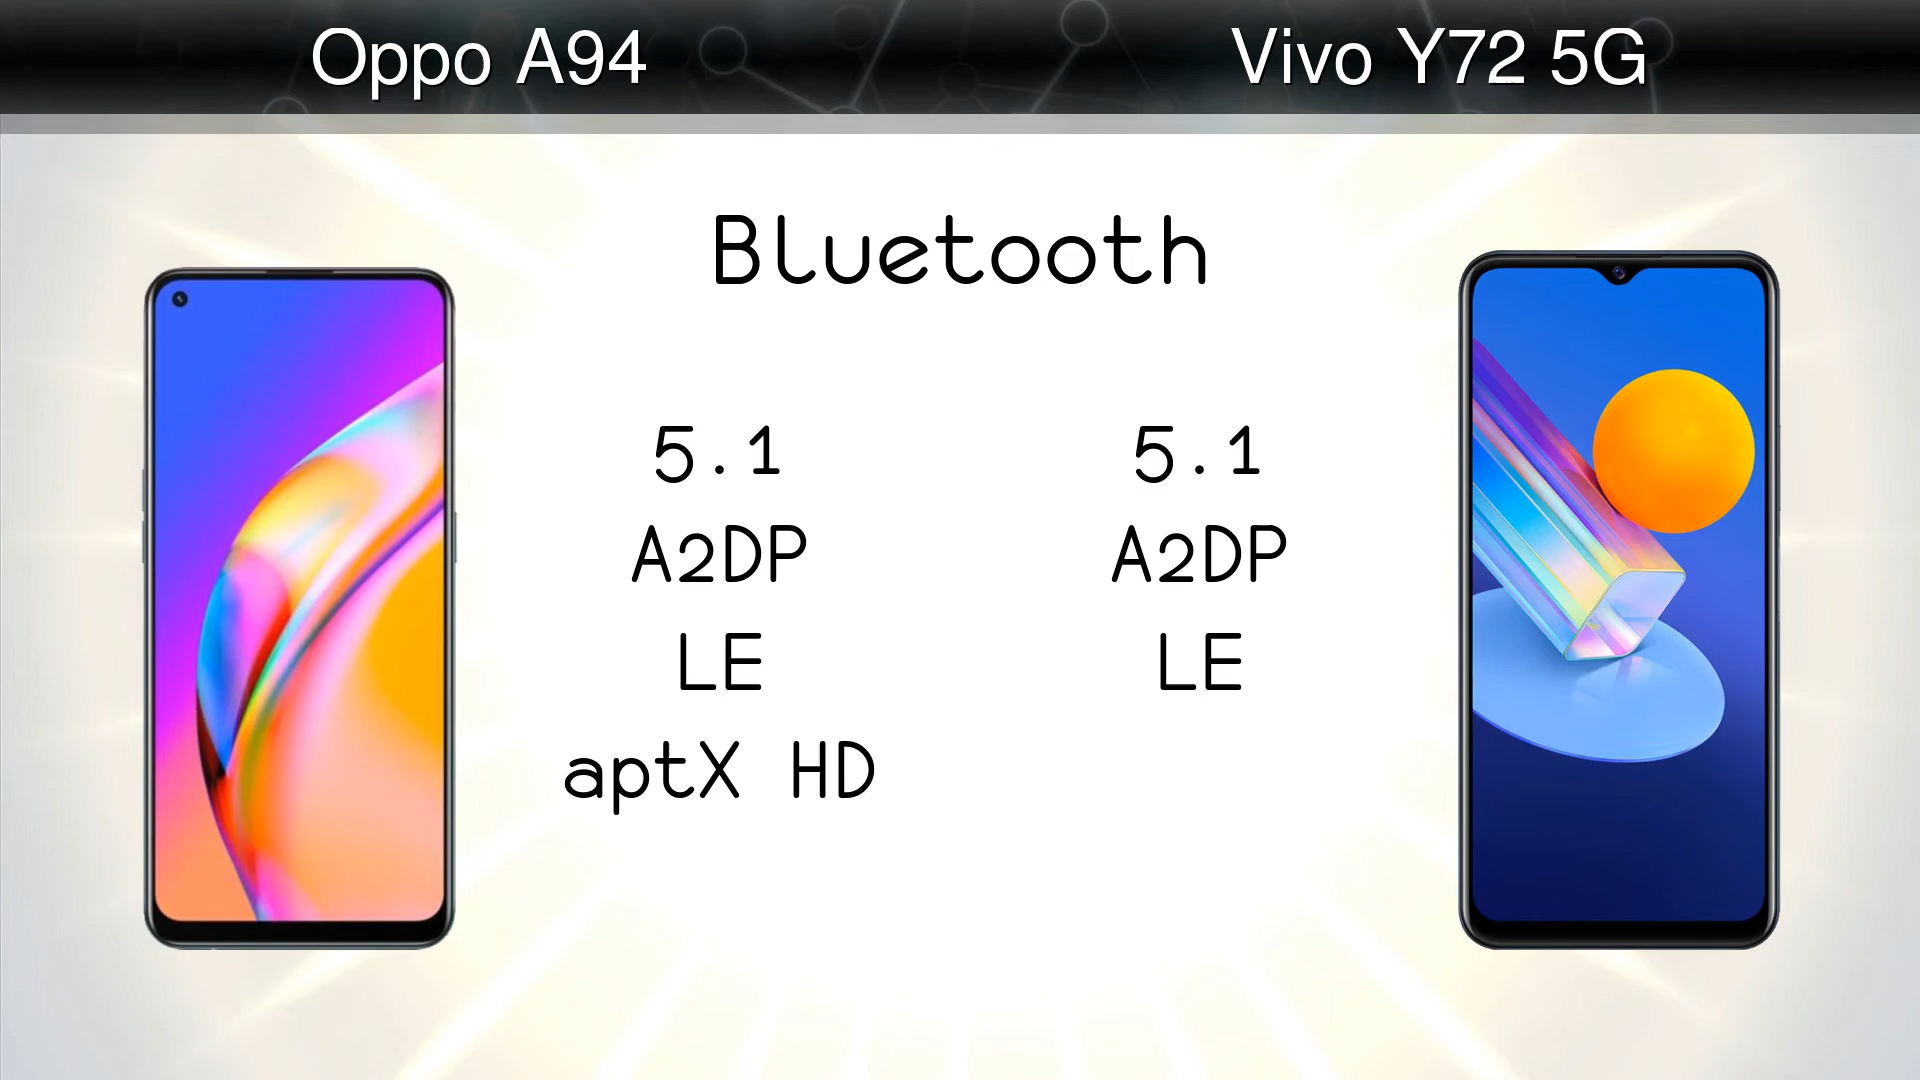 Oppo A94
Vivo Y72 5G
Bluetooth
5.1
A2DP
LE
aptX HD
5.1
A2DP
LE